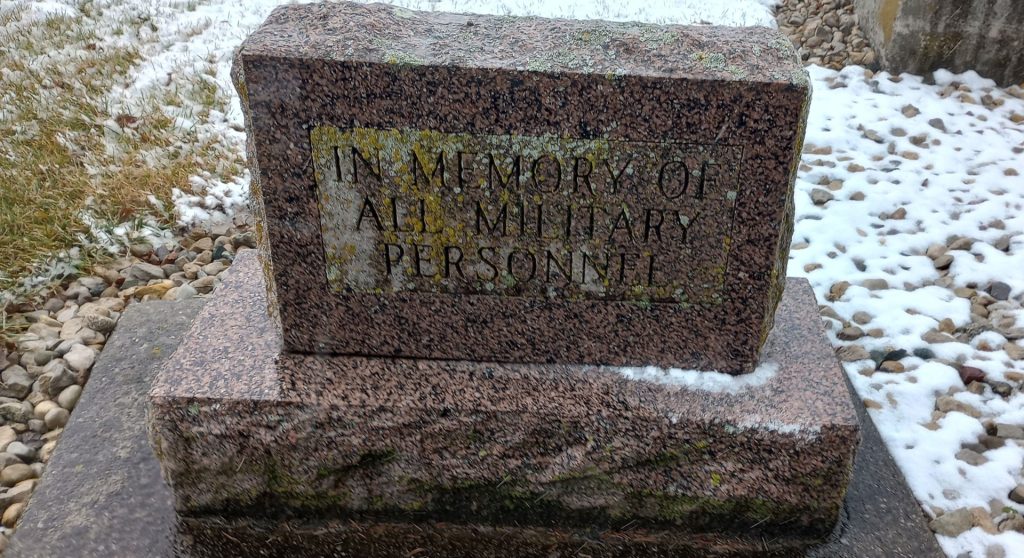 IN MEMORY OF
ALL MILITARY
PERSONNEL